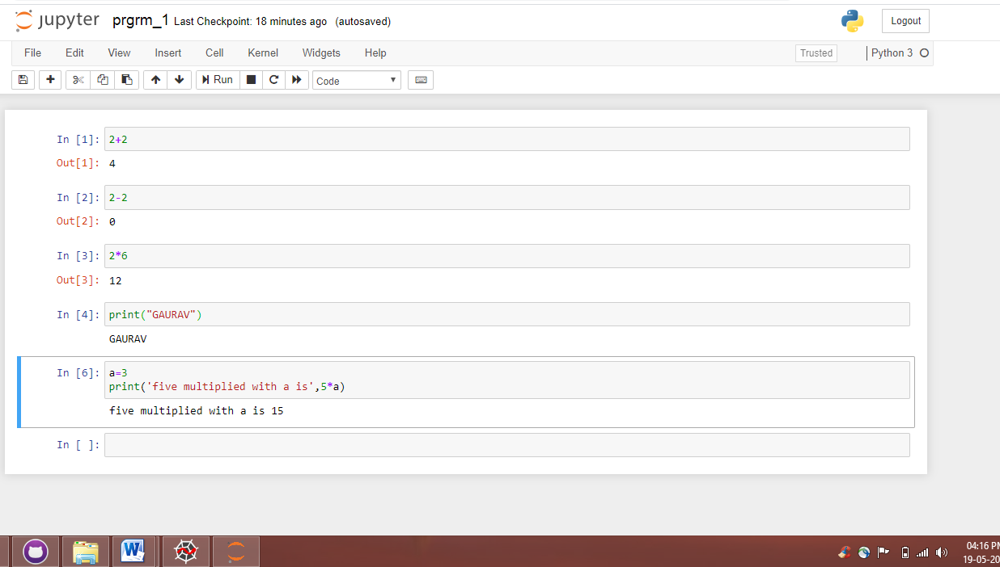 jupyter prgrm_1 Last Checkpoint: 18 minutes ago (autosaved) Logout
File Edit View Insert Cell Kernel Widgets Help Trusted Python 3
Run Code
In [1]: 2+2
Out[1]: 4
In [2]: 2-2
Out[2]: 0
In [3]: 2*6
Out[3]: 12
In [4]: print("GAURAV")
GAURAV
In [6]: a=3
print('five multiplied with a is',5*a)
five multiplied with a is 15
In [ ]:
W
04:16 PM
19-05-20